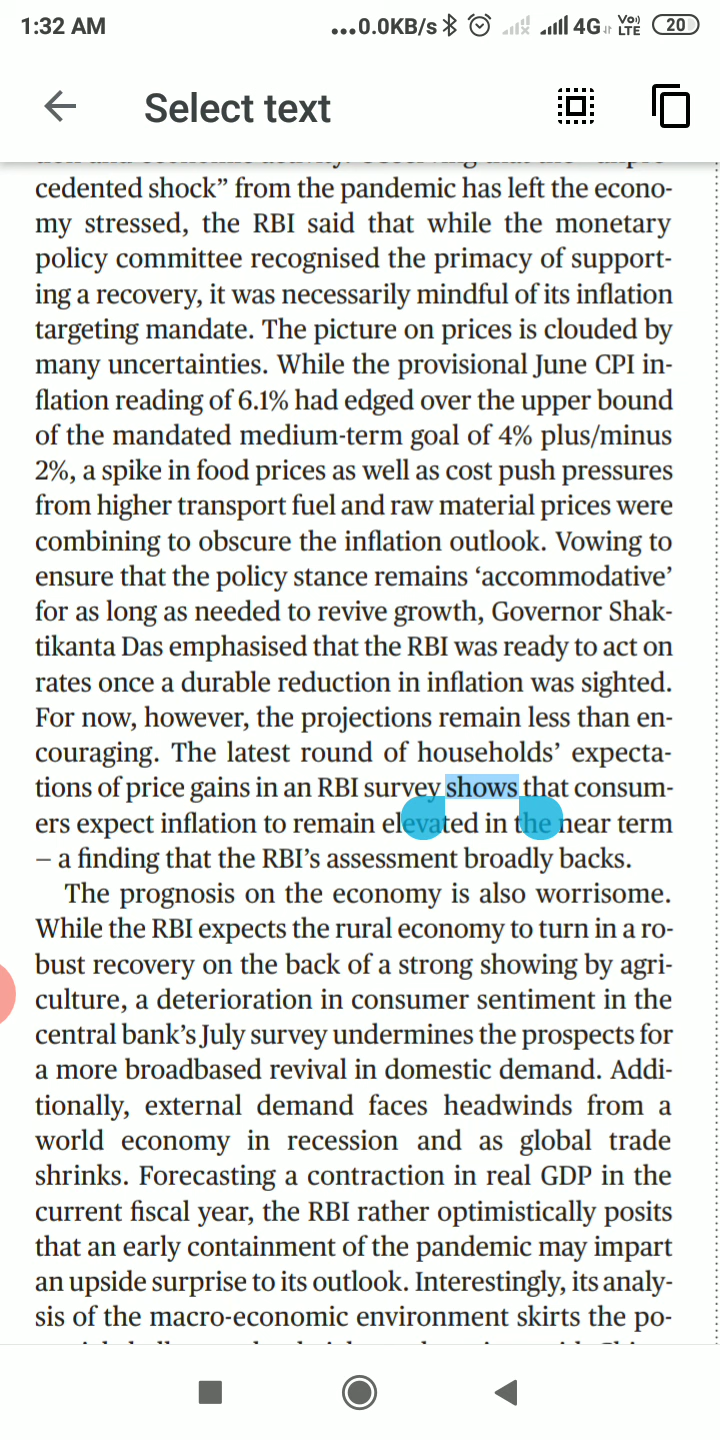 1:32 AM
...0.0KB/s 4G Vo)) LTE 20
Select text
cedented shock” from the pandemic has left the econo-
my stressed, the RBI said that while the monetary
policy committee recognised the primacy of support-
ing a recovery, it was necessarily mindful of its inflation
targeting mandate. The picture on prices is clouded by
many uncertainties. While the provisional June CPI in-
flation reading of 6.1% had edged over the upper bound
of the mandated medium-term goal of 4% plus/minus
2%, a spike in food prices as well as cost push pressures
from higher transport fuel and raw material prices were
combining to obscure the inflation outlook. Vowing to
ensure that the policy stance remains ‘accommodative’
for as long as needed to revive growth, Governor Shak-
tikanta Das emphasised that the RBI was ready to act on
rates once a durable reduction in inflation was sighted.
For now, however, the projections remain less than en-
couraging. The latest round of households’ expecta-
tions of price gains in an RBI survey shows that consum-
ers expect inflation to remain elevated in the near term
– a finding that the RBI’s assessment broadly backs.
The prognosis on the economy is also worrisome.
While the RBI expects the rural economy to turn in a ro-
bust recovery on the back of a strong showing by agri-
culture, a deterioration in consumer sentiment in the
central bank’s July survey undermines the prospects for
a more broadbased revival in domestic demand. Addi-
tionally, external demand faces headwinds from a
world economy in recession and as global trade
shrinks. Forecasting a contraction in real GDP in the
current fiscal year, the RBI rather optimistically posits
that an early containment of the pandemic may impart
an upside surprise to its outlook. Interestingly, its analy-
sis of the macro-economic environment skirts the po-